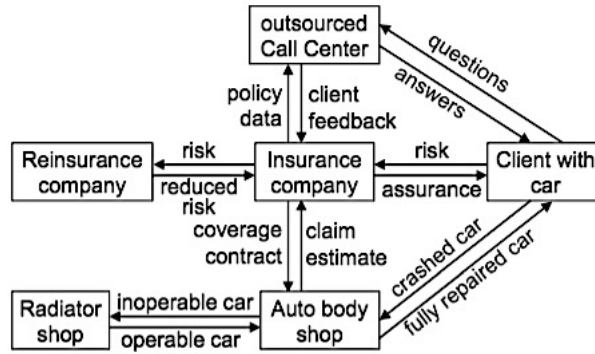 outsourced
Call Center
questions
answers
policy
data
client
feedback
Reinsurance
company
risk
reduced
risk
Insurance
company
risk
assurance
Client with
car
coverage
contract
claim
estimate
crashed car
fully repaired car
Radiator
shop
inoperable car
operable car
Auto body
shop